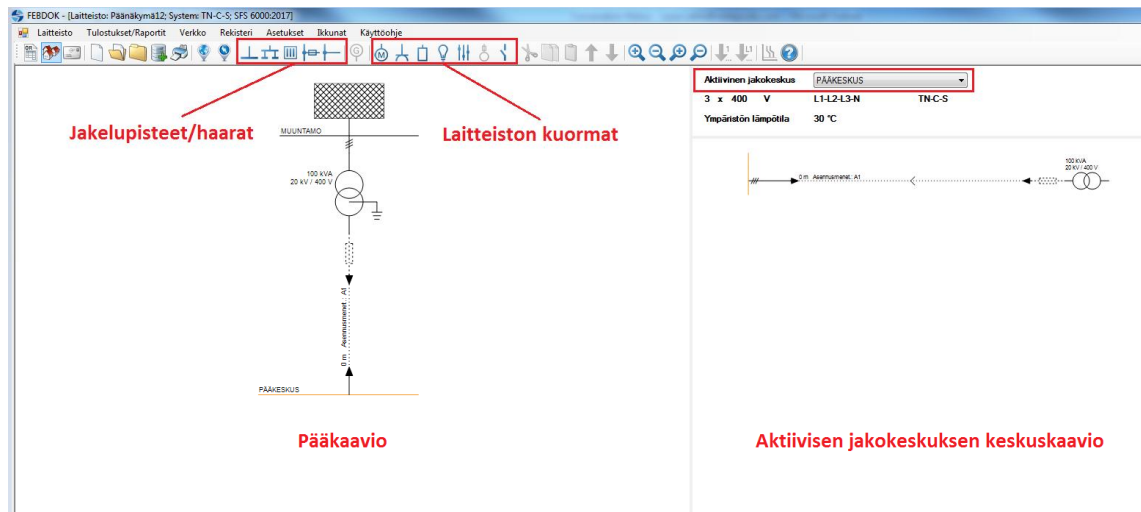 FEBDOK - [Laitteisto: Päänäkymä12; System: TN-C-S; SFS 6000:2017]
Laitteisto Tulostukset/Raportit Verkko Rekisteri Asetukset Ikkunat Käyttöohje
Jakelupisteet/haarat
Laitteiston kuormat
MUUNTAMO
100 kVA
20 kV / 400 V
0 m Asennusmenet.: A1
PÄÄKESKUS
Pääkaavio
Aktiivinen jakokeskus PÄÄKESKUS
3 x 400 V L1-L2-L3-N TN-C-S
Ympäristön lämpötila 30 °C
100 kVA
20 kV / 400 V
0 m Asennusmenet.: A1
Aktiivisen jakokeskuksen keskuskaavio